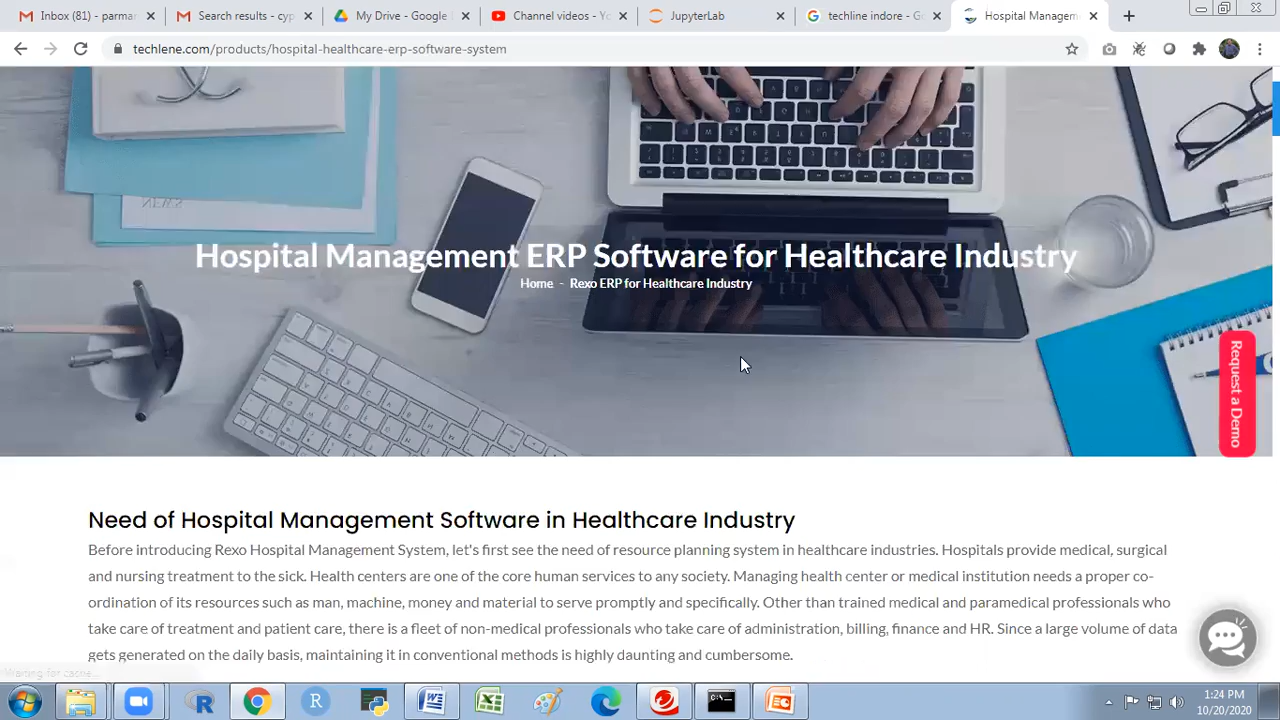 Inbox (81) - parmar
Search results - cyp
My Drive - Google
Channel videos - Yo
JupyterLab
techline indore - G
Hospital Managem
techlene.com/products/hospital-healthcare-erp-software-system
Hospital Management ERP Software for Healthcare Industry
Home - Rexo ERP for Healthcare Industry
Request a Demo
Need of Hospital Management Software in Healthcare Industry
Before introducing Rexo Hospital Management System, let's first see the need of resource planning system in healthcare industries. Hospitals provide medical, surgical
and nursing treatment to the sick. Health centers are one of the core human services to any society. Managing health center or medical institution needs a proper co-
ordination of its resources such as man, machine, money and material to serve promptly and specifically. Other than trained medical and paramedical professionals who
take care of treatment and patient care, there is a fleet of non-medical professionals who take care of administration, billing, finance and HR. Since a large volume of data
gets generated on the daily basis, maintaining it in conventional methods is highly daunting and cumbersome.
Waiting for cache...
1:24 PM
10/20/2020